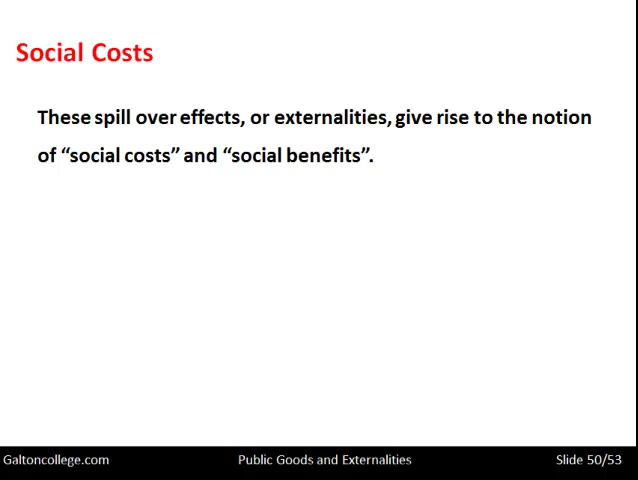 Social Costs
These spill over effects, or externalities, give rise to the notion
of “social costs” and “social benefits”.
Galtoncollege.com
Public Goods and Externalities
Slide 50/53